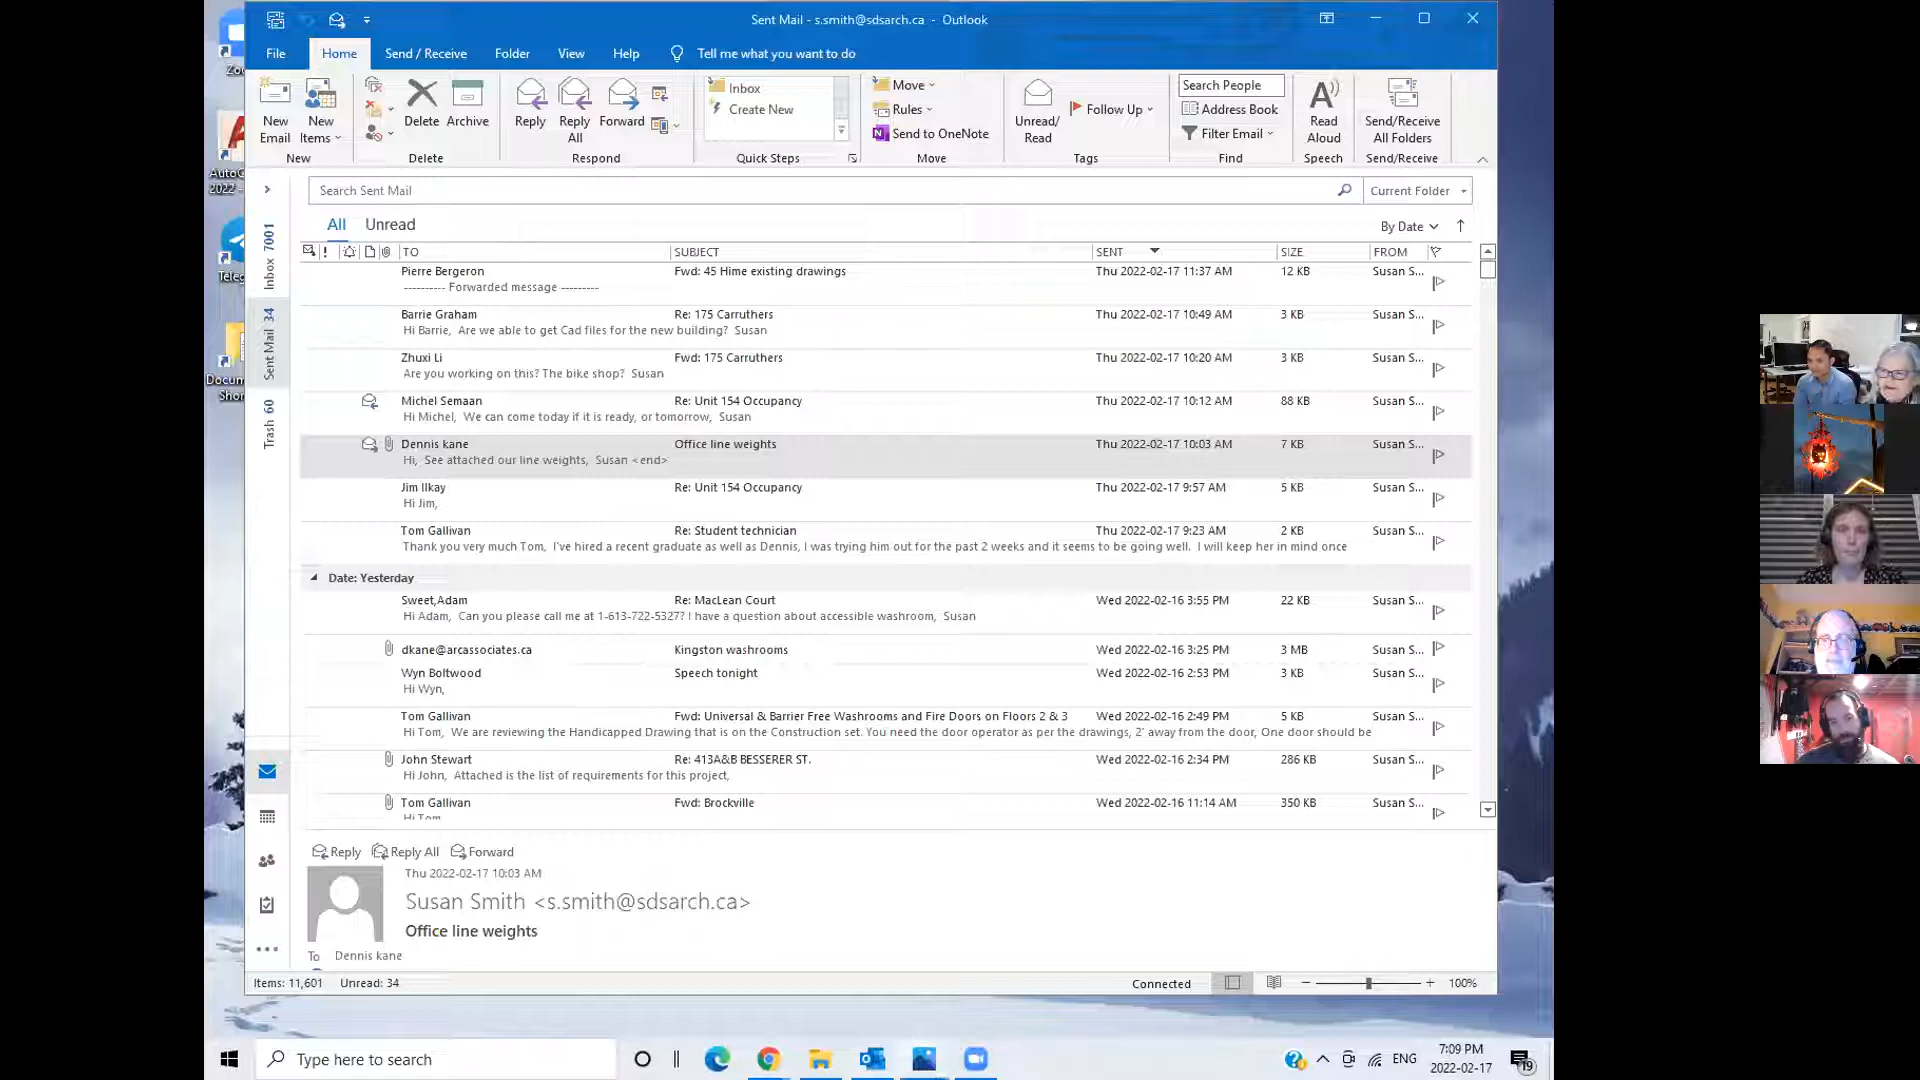 Sent Mail - s.smith@sdsarch.ca - Outlook
File Home Send / Receive Folder View Help Tell me what you want to do
New Email
New Items
New
Delete
Archive
Delete
Reply
Reply All
Forward
Respond
Inbox
Create New
Quick Steps
Move
Rules
Send to OneNote
Move
Unread/ Read
Follow Up
Tags
Search People
Address Book
Filter Email
Find
Read Aloud
Speech
Send/Receive All Folders
Send/Receive
Search Sent Mail
Current Folder
All Unread
By Date
TO SUBJECT SENT SIZE FROM
Pierre Bergeron Fwd: 45 Hime existing drawings Thu 2022-02-17 11:37 AM 12 KB Susan S...
---------- Forwarded message ---------
Barrie Graham Re: 175 Carruthers Thu 2022-02-17 10:49 AM 3 KB Susan S...
Hi Barrie, Are we able to get Cad files for the new building? Susan
Zhuxi Li Fwd: 175 Carruthers Thu 2022-02-17 10:20 AM 3 KB Susan S...
Are you working on this? The bike shop? Susan
Michel Semaan Re: Unit 154 Occupancy Thu 2022-02-17 10:12 AM 88 KB Susan S...
Hi Michel, We can come today if it is ready, or tomorrow, Susan
Dennis kane Office line weights Thu 2022-02-17 10:03 AM 7 KB Susan S...
Hi, See attached our line weights, Susan <end>
Jim Ilkay Re: Unit 154 Occupancy Thu 2022-02-17 9:57 AM 5 KB Susan S...
Hi Jim,
Tom Gallivan Re: Student technician Thu 2022-02-17 9:23 AM 2 KB Susan S...
Thank you very much Tom, I've hired a recent graduate as well as Dennis, I was trying him out for the past 2 weeks and it seems to be going well. I will keep her in mind once
Date: Yesterday
Sweet,Adam Re: MacLean Court Wed 2022-02-16 3:55 PM 22 KB Susan S...
Hi Adam, Can you please call me at 1-613-722-5327? I have a question about accessible washroom, Susan
dkane@arcassociates.ca Kingston washrooms Wed 2022-02-16 3:25 PM 3 MB Susan S...
Wyn Boltwood Speech tonight Wed 2022-02-16 2:53 PM 3 KB Susan S...
Hi Wyn,
Tom Gallivan Fwd: Universal & Barrier Free Washrooms and Fire Doors on Floors 2 & 3 Wed 2022-02-16 2:49 PM 5 KB Susan S...
Hi Tom, We are reviewing the Handicapped Drawing that is on the Construction set. You need the door operator as per the drawings, 2' away from the door, One door should be
John Stewart Re: 413A&B BESSERER ST. Wed 2022-02-16 2:34 PM 286 KB Susan S...
Hi John, Attached is the list of requirements for this project,
Tom Gallivan Fwd: Brockville Wed 2022-02-16 11:14 AM 350 KB Susan S...
Hi Tom
Inbox 7001
Sent Mail 34
Trash 60
Reply Reply All Forward
Thu 2022-02-17 10:03 AM
Susan Smith <s.smith@sdsarch.ca>
Office line weights
To Dennis kane
Items: 11,601 Unread: 34 Connected 100%
Type here to search
ENG
7:09 PM
2022-02-17
19